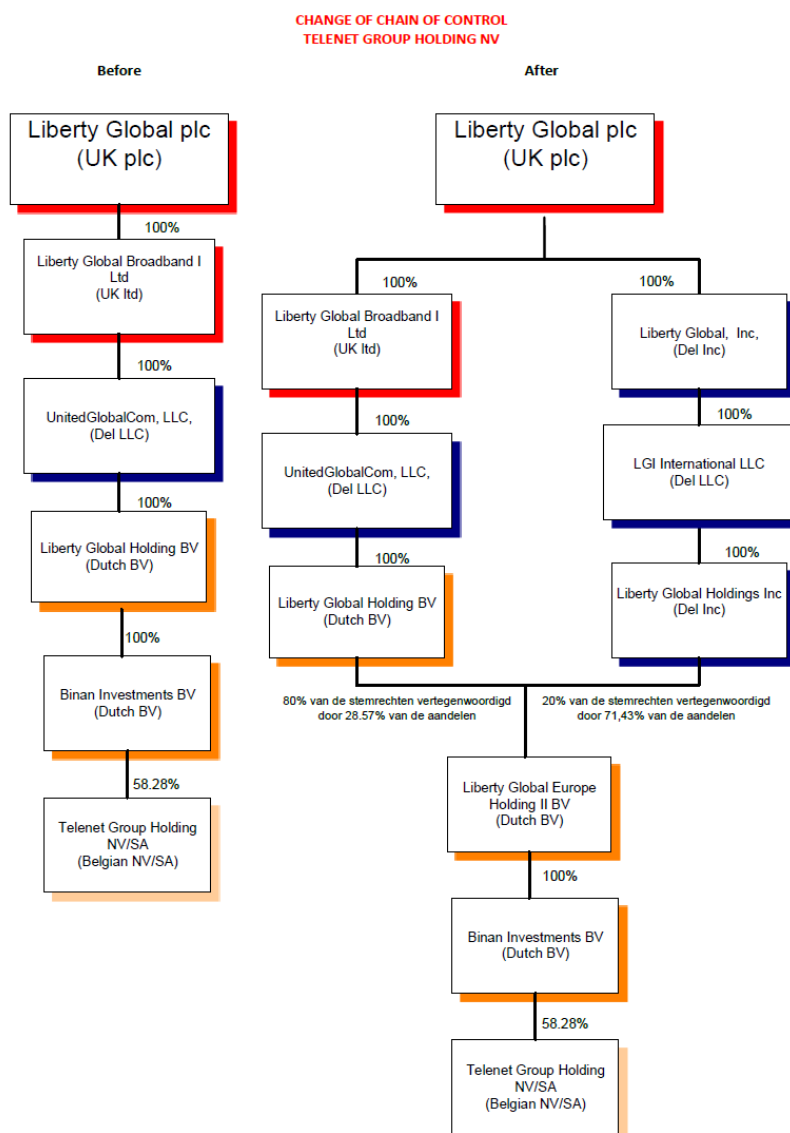 CHANGE OF CHAIN OF CONTROL
TELENET GROUP HOLDING NV
Before
Liberty Global plc
(UK plc)
100%
Liberty Global Broadband I
Ltd
(UK ltd)
100%
UnitedGlobalCom, LLC,
(Del LLC)
100%
Liberty Global Holding BV
(Dutch BV)
100%
Binan Investments BV
(Dutch BV)
58.28%
Telenet Group Holding
NV/SA
(Belgian NV/SA)
After
Liberty Global plc
(UK plc)
100%
Liberty Global Broadband I
Ltd
(UK ltd)
100%
UnitedGlobalCom, LLC,
(Del LLC)
100%
Liberty Global Holding BV
(Dutch BV)
80% van de stemrechten vertegenwoordigd
door 28.57% van de aandelen
100%
Liberty Global, Inc,
(Del Inc)
100%
LGI International LLC
(Del LLC)
100%
Liberty Global Holdings Inc
(Del Inc)
20% van de stemrechten vertegenwoordigd
door 71,43% van de aandelen
Liberty Global Europe
Holding II BV
(Dutch BV)
100%
Binan Investments BV
(Dutch BV)
58.28%
Telenet Group Holding
NV/SA
(Belgian NV/SA)